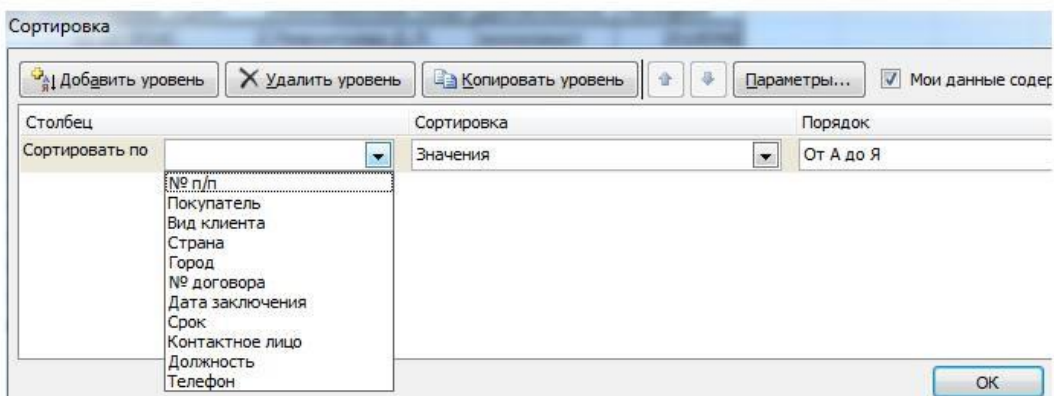 Сортировка
Добавить уровень Удалить уровень Копировать уровень Параметры... Мои данные содер
Столбец Сортировка Порядок
Сортировать по Значения От А до Я
№ п/п
Покупатель
Вид клиента
Страна
Город
№ договора
Дата заключения
Срок
Контактное лицо
Должность
Телефон
ОК